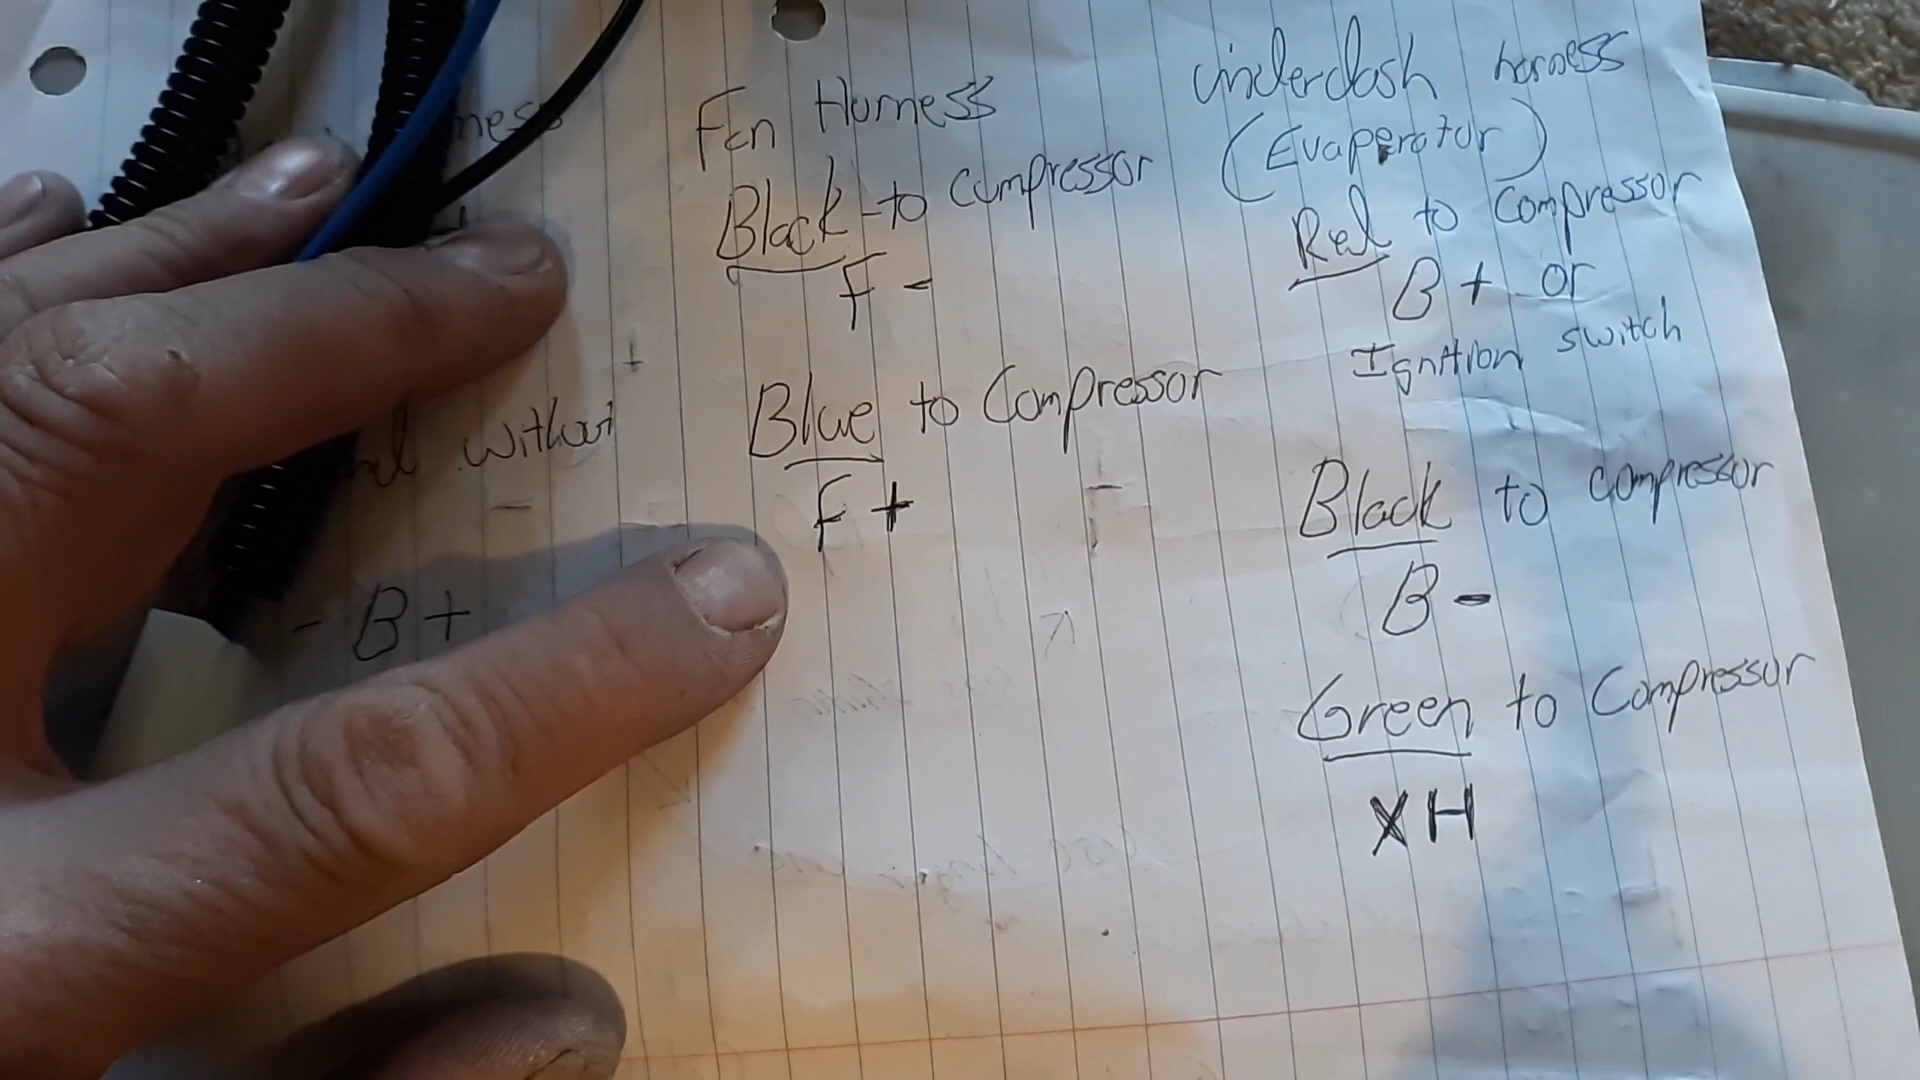 Fan Harness
Black to compressor
F -
Blue to Compressor
F +
underdash harness
(Evaperator)
Red to Compressor
B + or
Ignition switch
Black to compressor
B -
Green to Compressor
XH
without
- B +